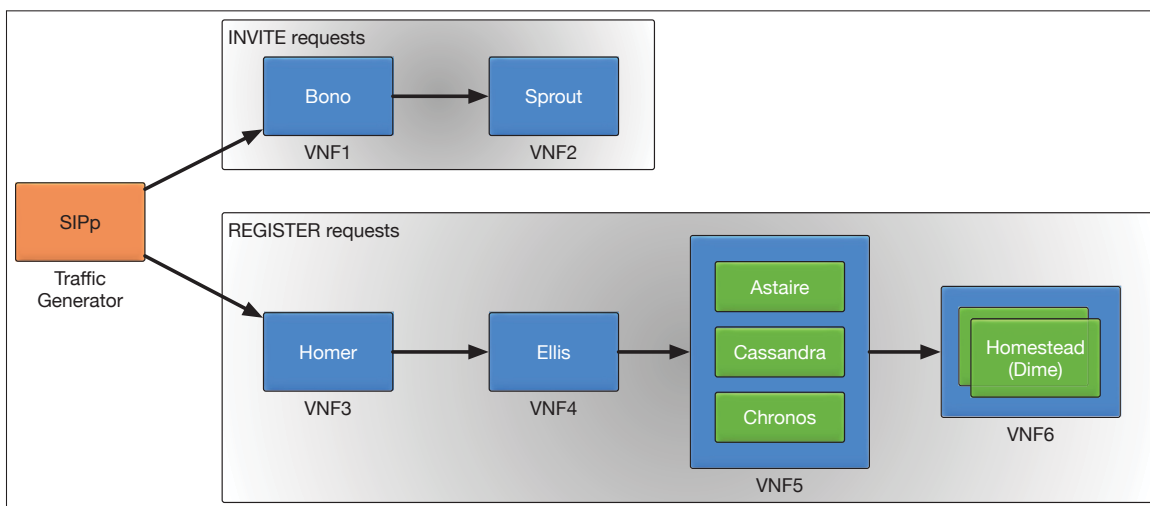 INVITE requests
Bono
Sprout
VNF1
VNF2
SIPp
Traffic
Generator
REGISTER requests
Homer
VNF3
Ellis
VNF4
Astaire
Cassandra
Chronos
VNF5
Homestead
(Dime)
VNF6